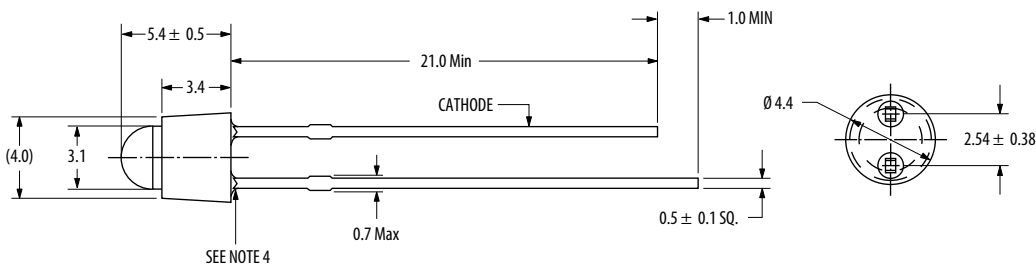 1.0 MIN
5.4 ± 0.5
21.0 Min
3.4
CATHODE
Ø 4.4
(4.0)
3.1
2.54 ± 0.38
0.7 Max
0.5 ± 0.1 SQ.
SEE NOTE 4